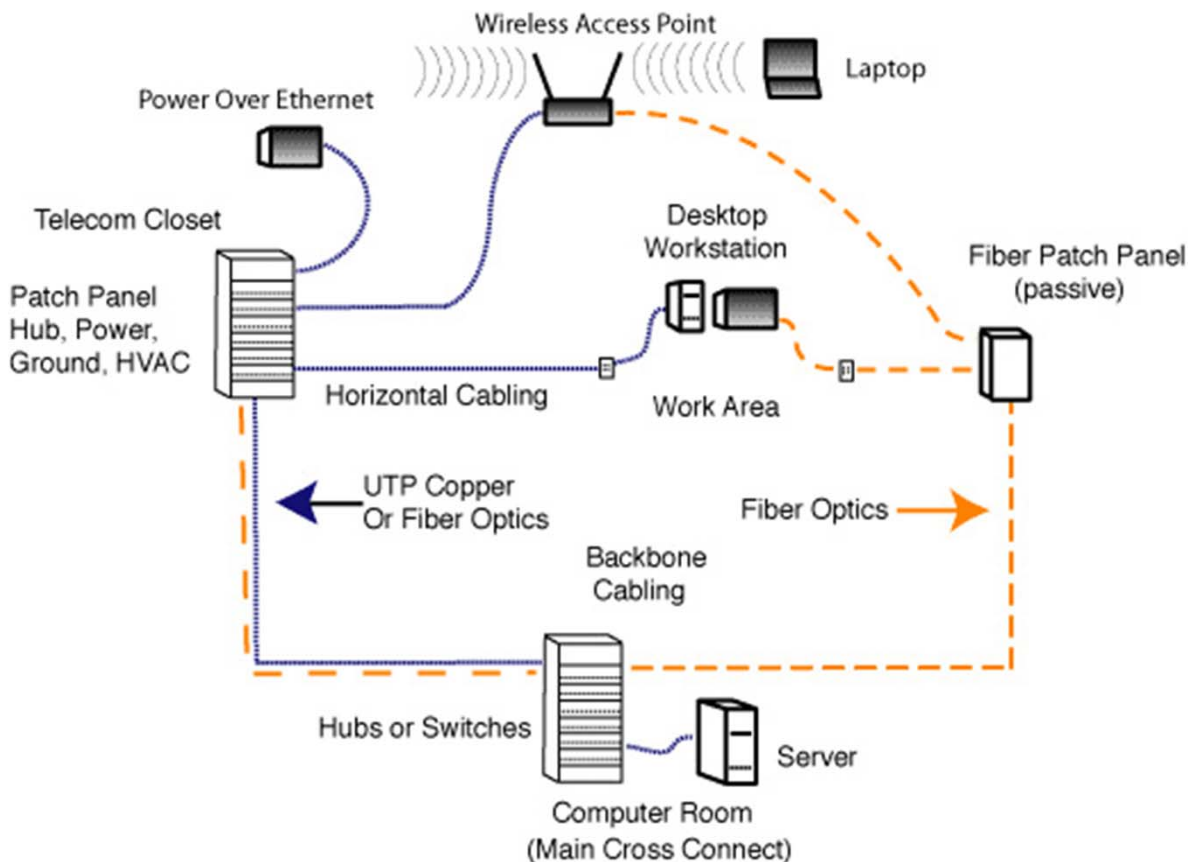 Wireless Access Point
Laptop
Power Over Ethernet
Telecom Closet
Desktop
Workstation
Fiber Patch Panel
(passive)
Patch Panel
Hub, Power,
Ground, HVAC
Horizontal Cabling
Work Area
UTP Copper
Or Fiber Optics
Fiber Optics
Backbone
Cabling
Hubs or Switches
Server
Computer Room
(Main Cross Connect)